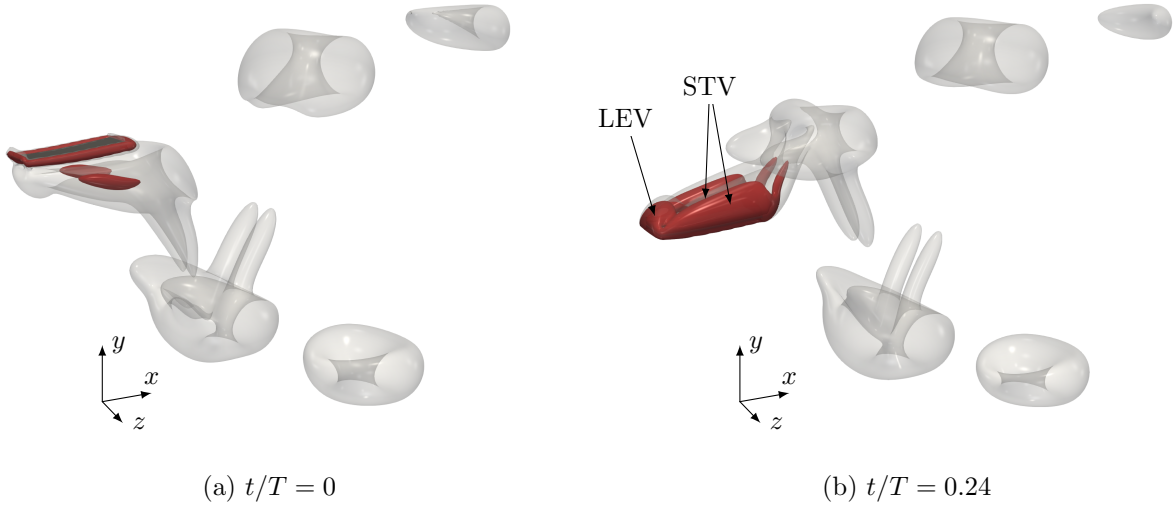 STV
LEV
y
x
z
y
x
z
(a) t/T = 0
(b) t/T = 0.24